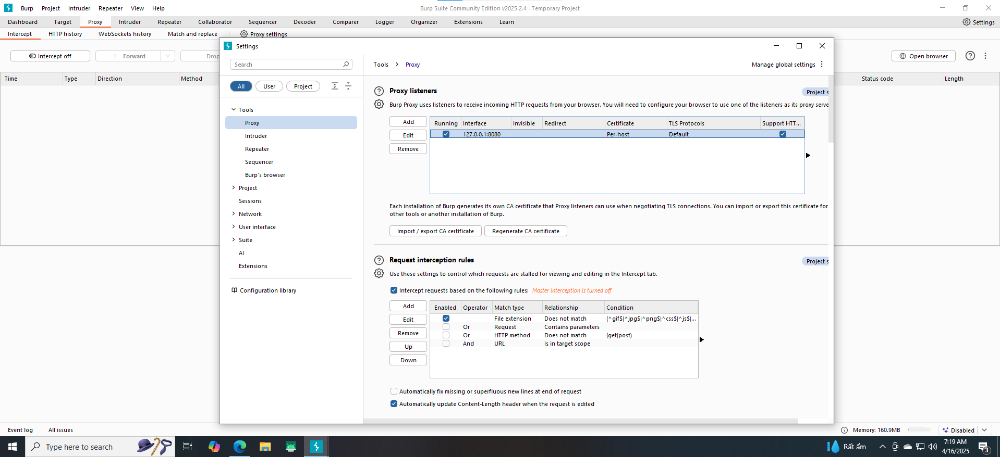 Burp Project Intruder Repeater View Help
Burp Suite Community Edition v2025.2.4 - Temporary Project
Dashboard Target Proxy Intruder Repeater Collaborator Sequencer Decoder Comparer Logger Organizer Extensions Learn Settings
Intercept HTTP history WebSockets history Match and replace Proxy settings
Intercept off Forward Drop Open browser
Time Type Direction Method Status code Length
Settings
Search
All User Project
Tools
Proxy
Intruder
Repeater
Sequencer
Burp's browser
Project
Sessions
Network
User interface
Suite
AI
Extensions
Configuration library
Tools > Proxy
Manage global settings
Proxy listeners
Project s
Burp Proxy uses listeners to receive incoming HTTP requests from your browser. You will need to configure your browser to use one of the listeners as its proxy serve
Add
Edit
Remove
Running Interface Invisible Redirect Certificate TLS Protocols Support HTT...
127.0.0.1:8080 Per-host Default
Each installation of Burp generates its own CA certificate that Proxy listeners can use when negotiating TLS connections. You can import or export this certificate for
other tools or another installation of Burp.
Import / export CA certificate Regenerate CA certificate
Request interception rules
Project s
Use these settings to control which requests are stalled for viewing and editing in the Intercept tab.
Intercept requests based on the following rules: Master interception is turned off
Add
Edit
Remove
Up
Down
Enabled Operator Match type Relationship Condition
File extension Does not match (^gif$|^jpg$|^png$|^css$|^js$|...
Or Request Contains parameters
Or HTTP method Does not match (get|post)
And URL Is in target scope
Automatically fix missing or superfluous new lines at end of request
Automatically update Content-Length header when the request is edited
Event log All issues
Memory: 160.9MB
Disabled
Type here to search
Rất ẩm
7:19 AM
4/16/2025
3